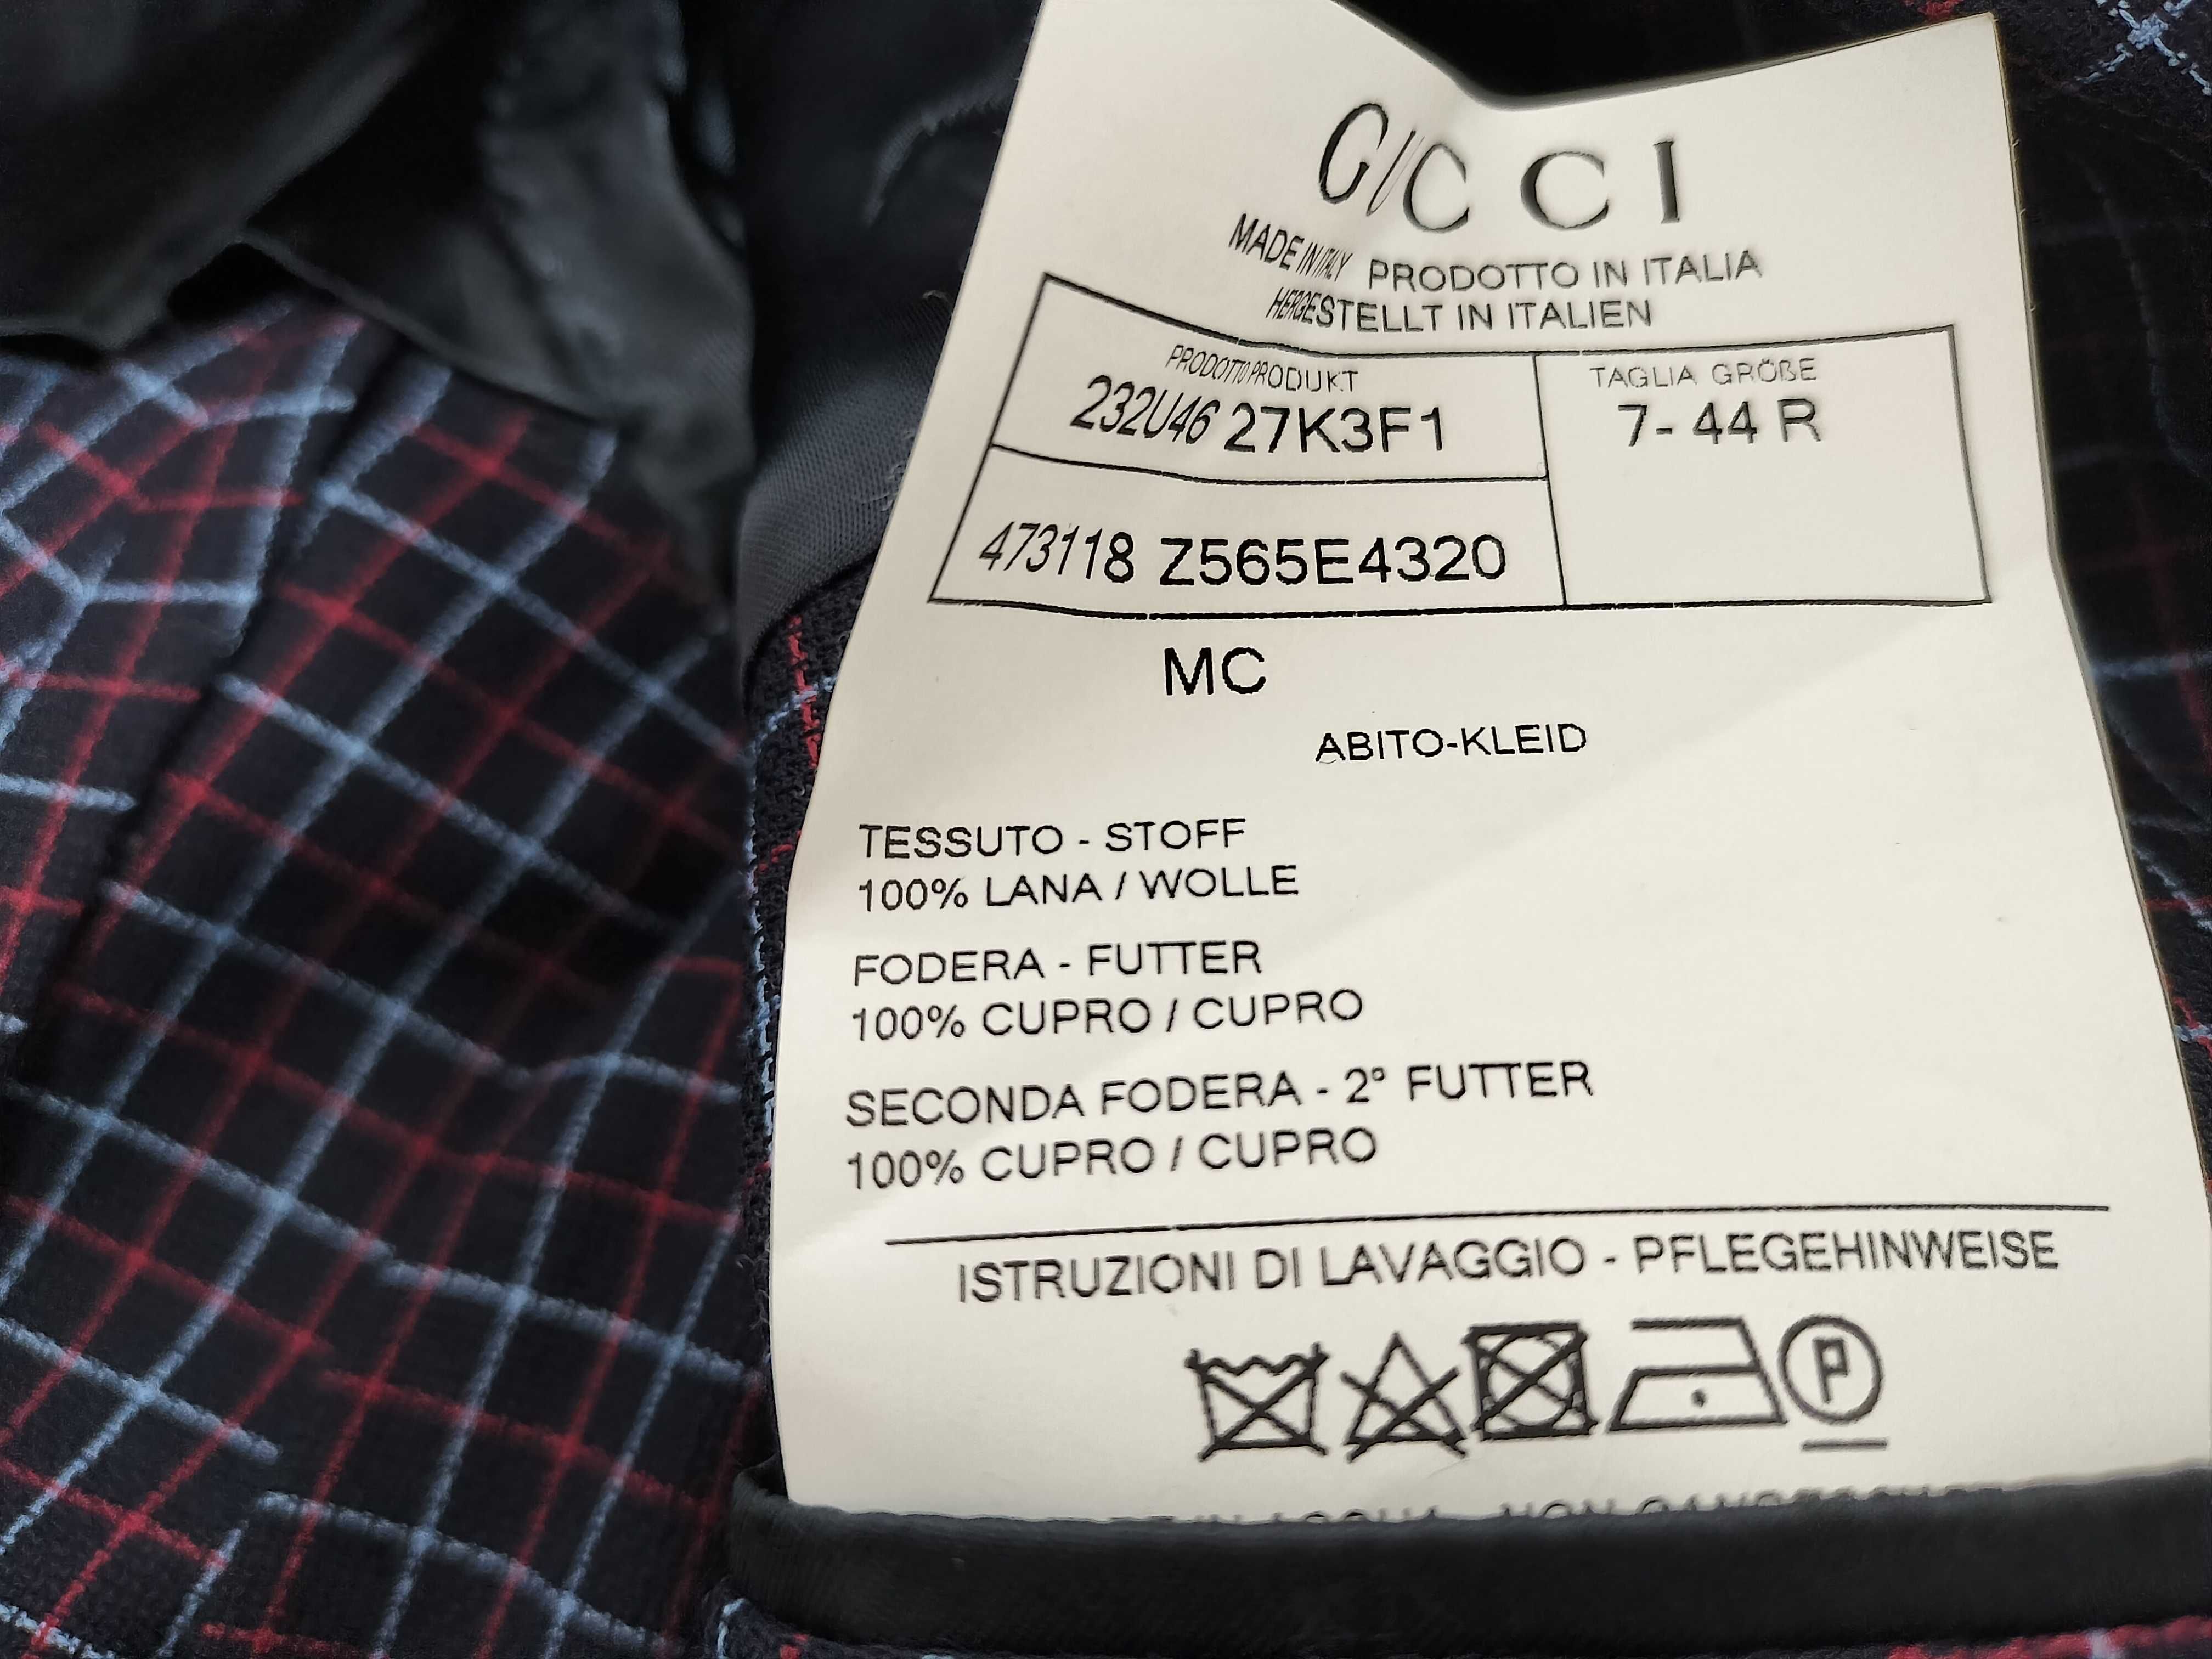 GUCCI
MADE IN ITALY PRODOTTO IN ITALIA
HERGESTELLT IN ITALIEN
PRODOTTO PRODUKT
232U46 27K3F1
TAGLIA GRÖßE
7- 44 R
473118 Z565E4320
MC
ABITO-KLEID
TESSUTO - STOFF
100% LANA / WOLLE
FODERA - FUTTER
100% CUPRO / CUPRO
SECONDA FODERA - 2° FUTTER
100% CUPRO / CUPRO
ISTRUZIONI DI LAVAGGIO - PFLEGEHINWEISE
P